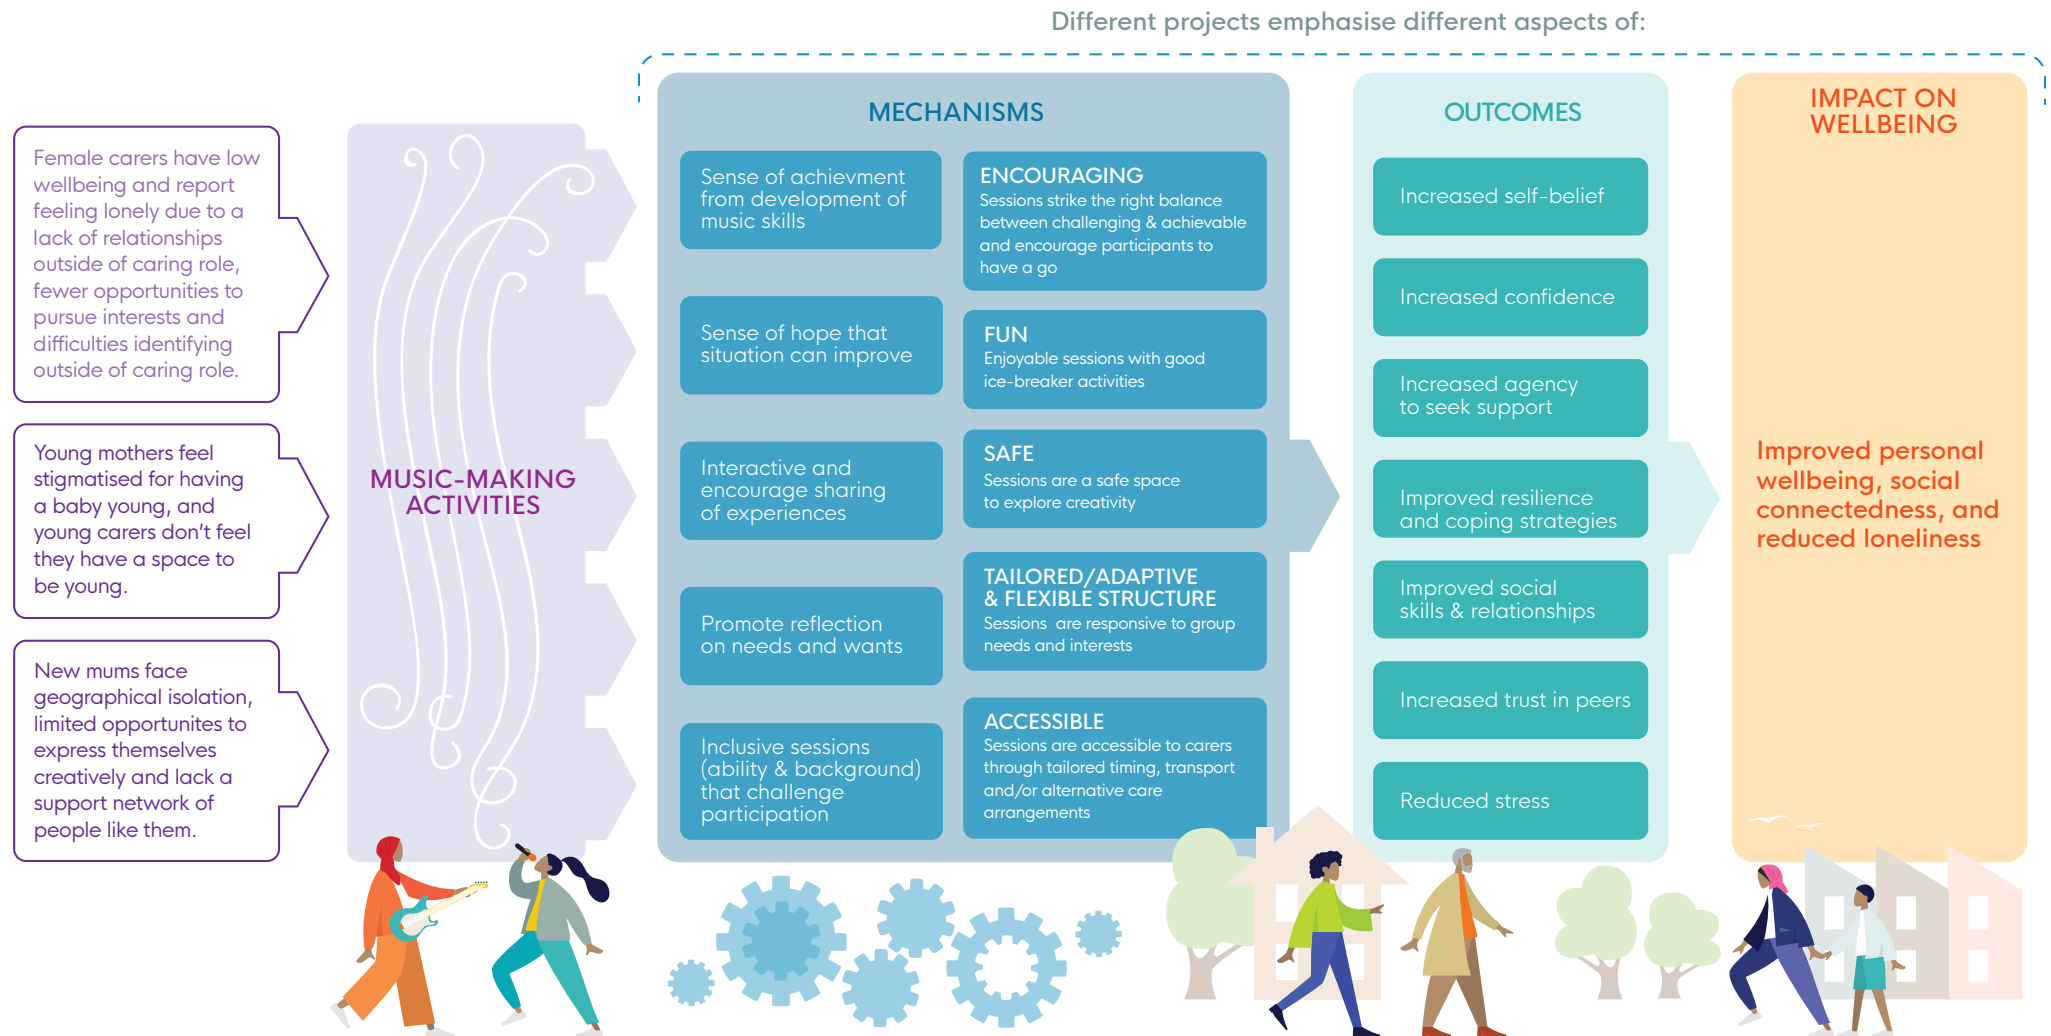 Different projects emphasise different aspects of:
Female carers have low
wellbeing and report
feeling lonely due to a
lack of relationships
outside of caring role,
fewer opportunities to
pursue interests and
difficulties identifying
outside of caring role.
Young mothers feel
stigmatised for having
a baby young, and
young carers don’t feel
they have a space to
be young.
New mums face
geographical isolation,
limited opportunites to
express themselves
creatively and lack a
support network of
people like them.
MUSIC-MAKING
ACTIVITIES
MECHANISMS
Sense of achievment
from development of
music skills
Sense of hope that
situation can improve
Interactive and
encourage sharing
of experiences
Promote reflection
on needs and wants
Inclusive sessions
(ability & background)
that challenge
participation
ENCOURAGING
Sessions strike the right balance
between challenging & achievable
and encourage participants to
have a go
FUN
Enjoyable sessions with good
ice-breaker activities
SAFE
Sessions are a safe space
to explore creativity
TAILORED/ADAPTIVE
& FLEXIBLE STRUCTURE
Sessions are responsive to group
needs and interests
ACCESSIBLE
Sessions are accessible to carers
through tailored timing, transport
and/or alternative care
arrangements
OUTCOMES
Increased self-belief
Increased confidence
Increased agency
to seek support
Improved resilience
and coping strategies
Improved social
skills & relationships
Increased trust in peers
Reduced stress
IMPACT ON
WELLBEING
Improved personal
wellbeing, social
connectedness, and
reduced loneliness